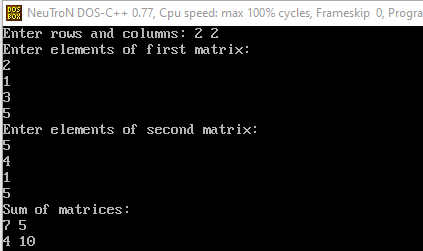 DOS BOX NeuTroN DOS-C++ 0.77, Cpu speed: max 100% cycles, Frameskip 0, Progra
Enter rows and columns: 2 2
Enter elements of first matrix:
2
1
3
5
Enter elements of second matrix:
5
4
1
5
Sum of matrices:
7 5
4 10